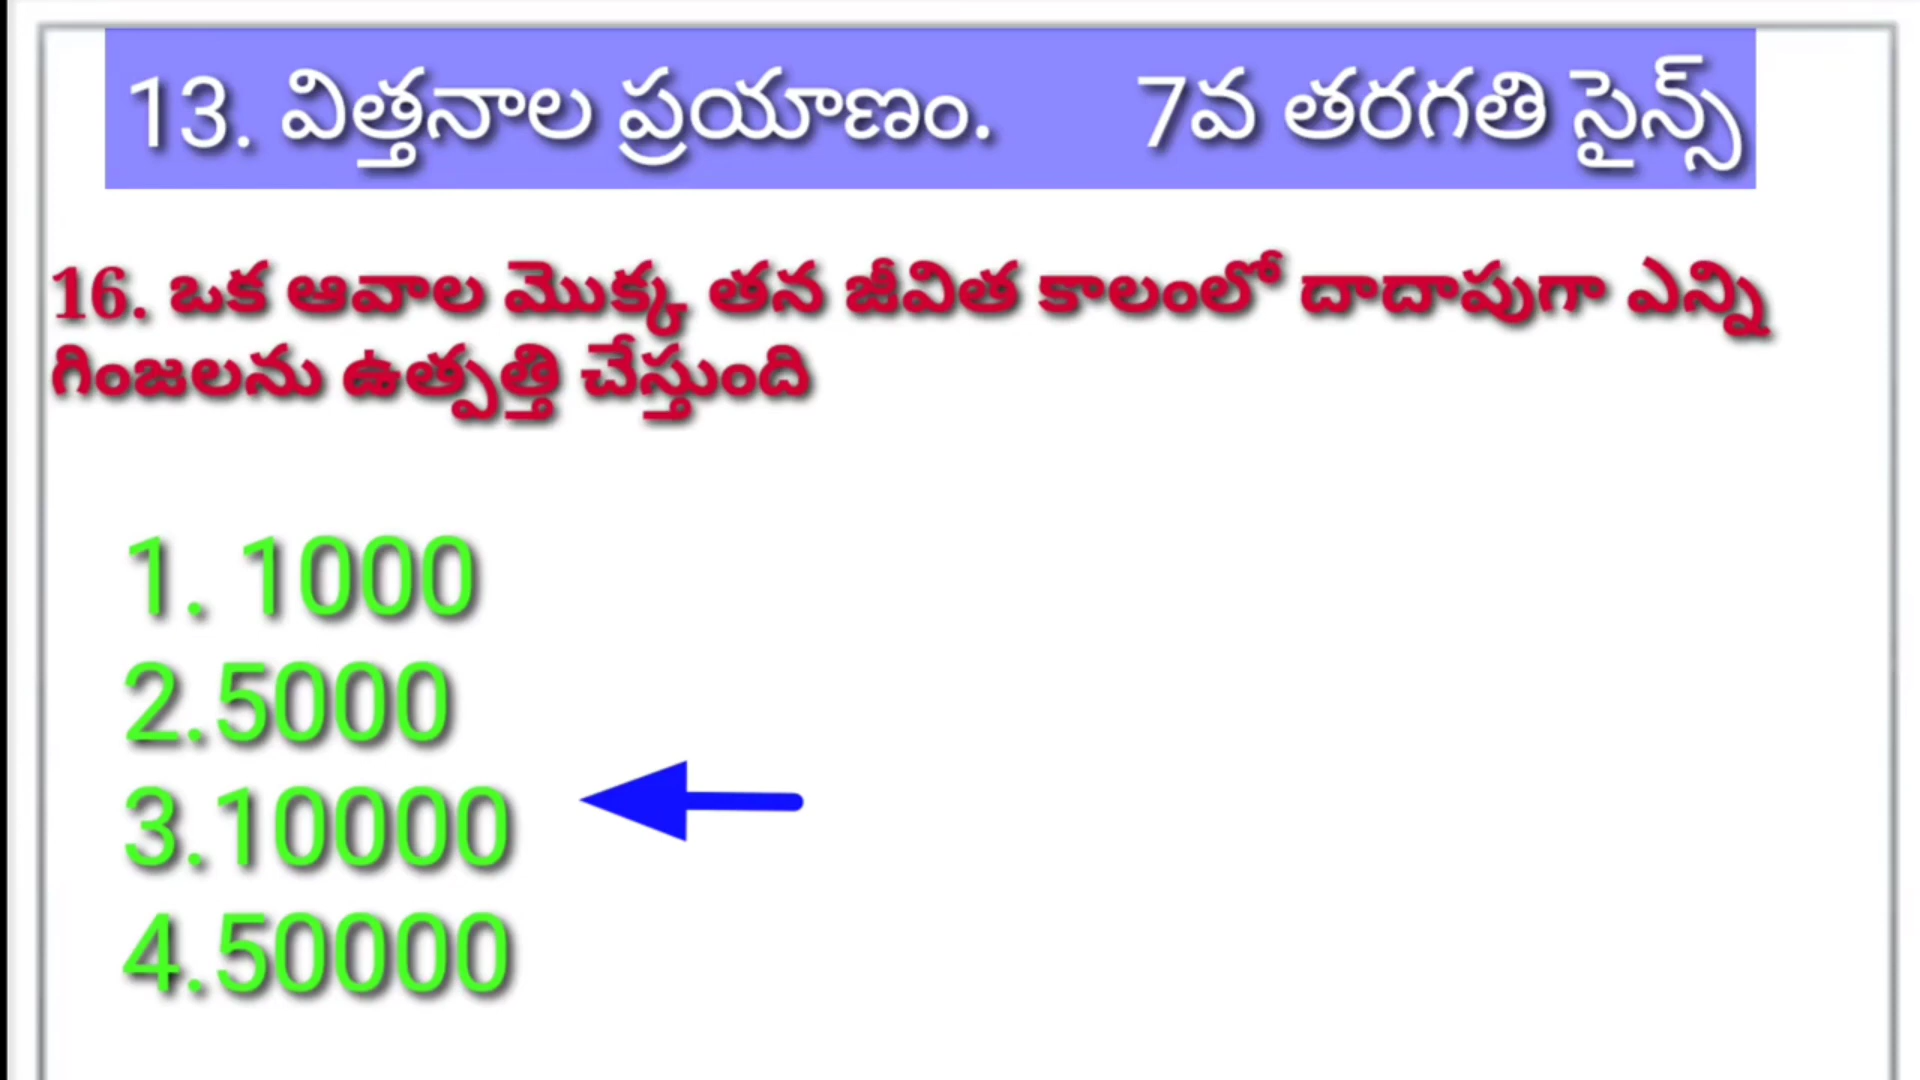 13. విత్తనాల ప్రయాణం. 7వ తరగతి సైన్స్
16. ఒక ఆవాల మొక్క తన జీవిత కాలంలో దాదాపుగా ఎన్ని
గింజలను ఉత్పత్తి చేస్తుంది
1. 1000
2.5000
3.10000
4.50000